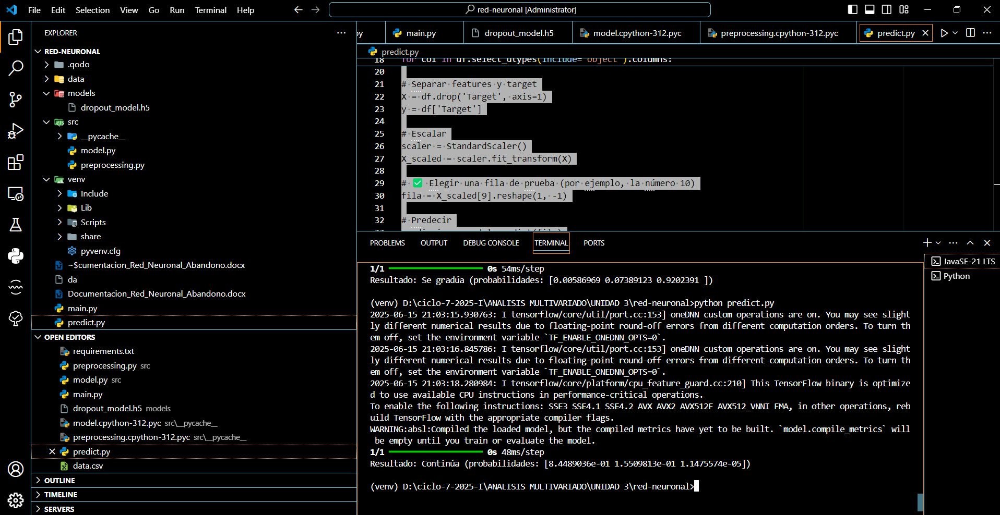 File Edit Selection View Go Run Terminal Help
red-neuronal [Administrator]
EXPLORER
RED-NEURONAL
.qodo
data
models
dropout_model.h5
src
__pycache__
model.py
preprocessing.py
venv
Include
Lib
Scripts
share
pyvenv.cfg
~$cumentacion_Red_Neuronal_Abandono.docx
da
Documentacion_Red_Neuronal_Abandono.docx
main.py
predict.py
OPEN EDITORS
requirements.txt
preprocessing.py src
model.py src
main.py
dropout_model.h5 models
model.cpython-312.pyc src\__pycache__
preprocessing.cpython-312.pyc src\__pycache__
predict.py
data.csv
OUTLINE
TIMELINE
SERVERS
py main.py dropout_model.h5 model.cpython-312.pyc preprocessing.cpython-312.pyc predict.py
predict.py
18 for col in df.select_dtypes(include='object').columns:
20
21 # Separar features y target
22 X = df.drop('Target', axis=1)
23 y = df['Target']
24
25 # Escalar
26 scaler = StandardScaler()
27 X_scaled = scaler.fit_transform(X)
28
29 # ✅ Elegir una fila de prueba (por ejemplo, la número 10)
30 fila = X_scaled[9].reshape(1, -1)
31
32 # Predecir
PROBLEMS OUTPUT DEBUG CONSOLE TERMINAL PORTS
JavaSE-21 LTS
Python
1/1 0s 54ms/step
Resultado: Se gradúa (probabilidades: [0.00586969 0.07389123 0.9202391 ])
(venv) D:\ciclo-7-2025-I\ANALISIS MULTIVARIADO\UNIDAD 3\red-neuronal>python predict.py
2025-06-15 21:03:15.930763: I tensorflow/core/util/port.cc:153] oneDNN custom operations are on. You may see slight
ly different numerical results due to floating-point round-off errors from different computation orders. To turn th
em off, set the environment variable `TF_ENABLE_ONEDNN_OPTS=0`.
2025-06-15 21:03:16.845786: I tensorflow/core/util/port.cc:153] oneDNN custom operations are on. You may see slight
ly different numerical results due to floating-point round-off errors from different computation orders. To turn th
em off, set the environment variable `TF_ENABLE_ONEDNN_OPTS=0`.
2025-06-15 21:03:18.280984: I tensorflow/core/platform/cpu_feature_guard.cc:210] This TensorFlow binary is optimize
d to use available CPU instructions in performance-critical operations.
To enable the following instructions: SSE3 SSE4.1 SSE4.2 AVX AVX2 AVX512F AVX512_VNNI FMA, in other operations, reb
uild TensorFlow with the appropriate compiler flags.
WARNING:absl:Compiled the loaded model, but the compiled metrics have yet to be built. `model.compile_metrics` will
 be empty until you train or evaluate the model.
1/1 0s 48ms/step
Resultado: Continúa (probabilidades: [8.4489036e-01 1.5509813e-01 1.1475574e-05])
(venv) D:\ciclo-7-2025-I\ANALISIS MULTIVARIADO\UNIDAD 3\red-neuronal>